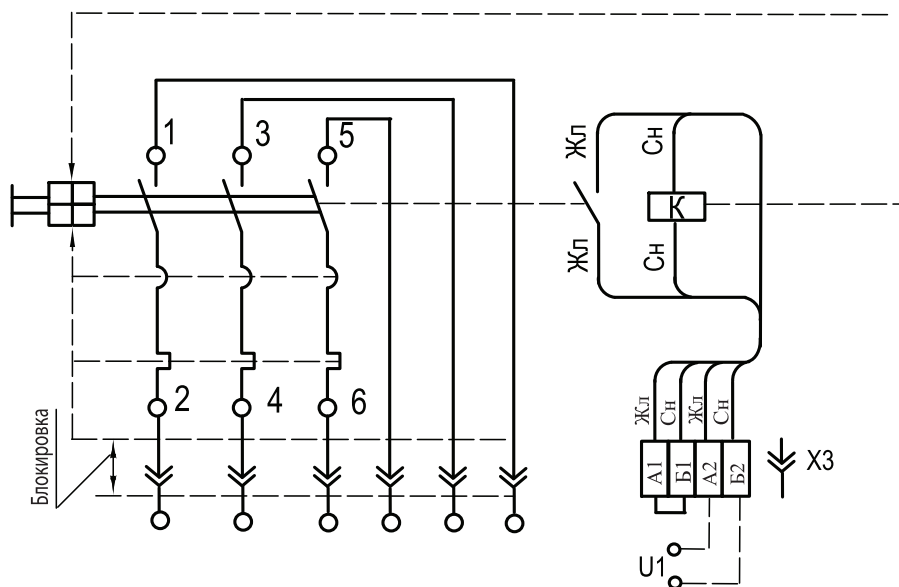 1 3 5
Жл Сн
К
Жл Сн
2 4 6
Блокировка
Жл Сн Жл Сн
А1 Б1 А2 Б2
Х3
U1